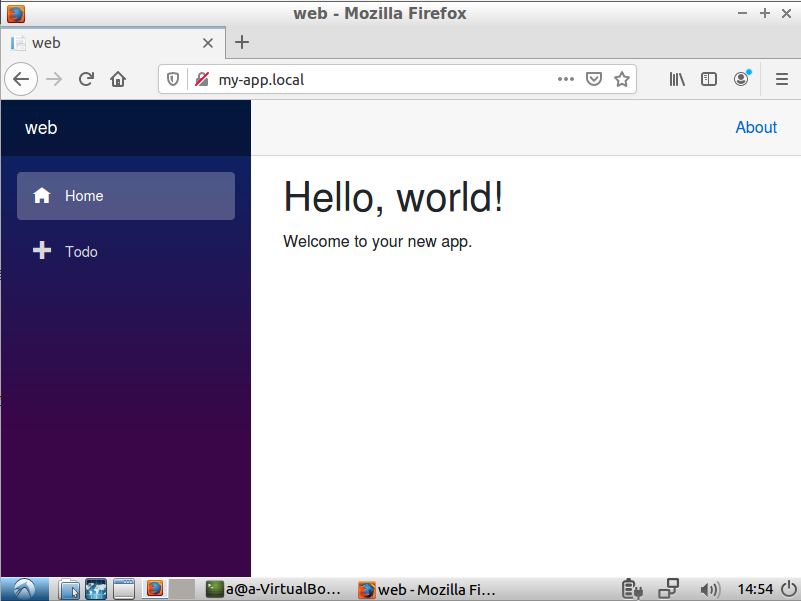 web - Mozilla Firefox
web
my-app.local
web
About
Home
Hello, world!
Welcome to your new app.
Todo
a@a-VirtualBo...
web - Mozilla Fi...
14:54